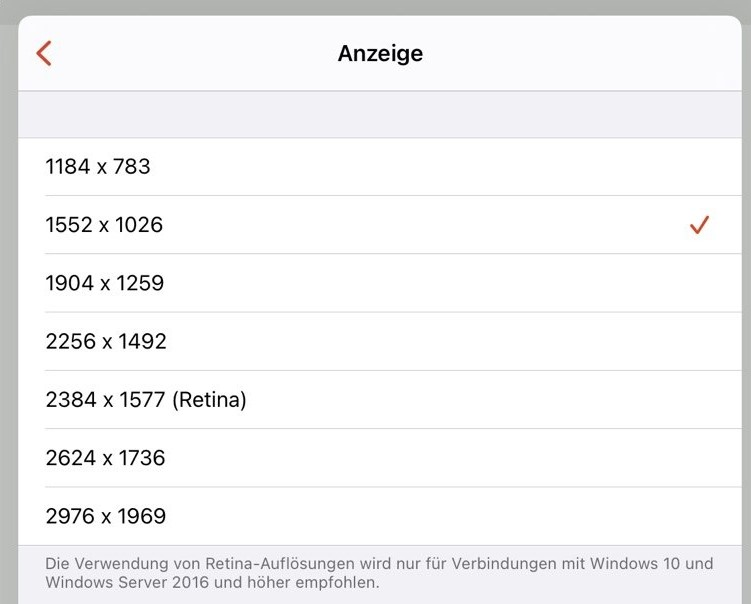 Anzeige
1184 x 783
1552 x 1026
1904 x 1259
2256 x 1492
2384 x 1577 (Retina)
2624 x 1736
2976 x 1969
Die Verwendung von Retina-Auflösungen wird nur für Verbindungen mit Windows 10 und
Windows Server 2016 und höher empfohlen.